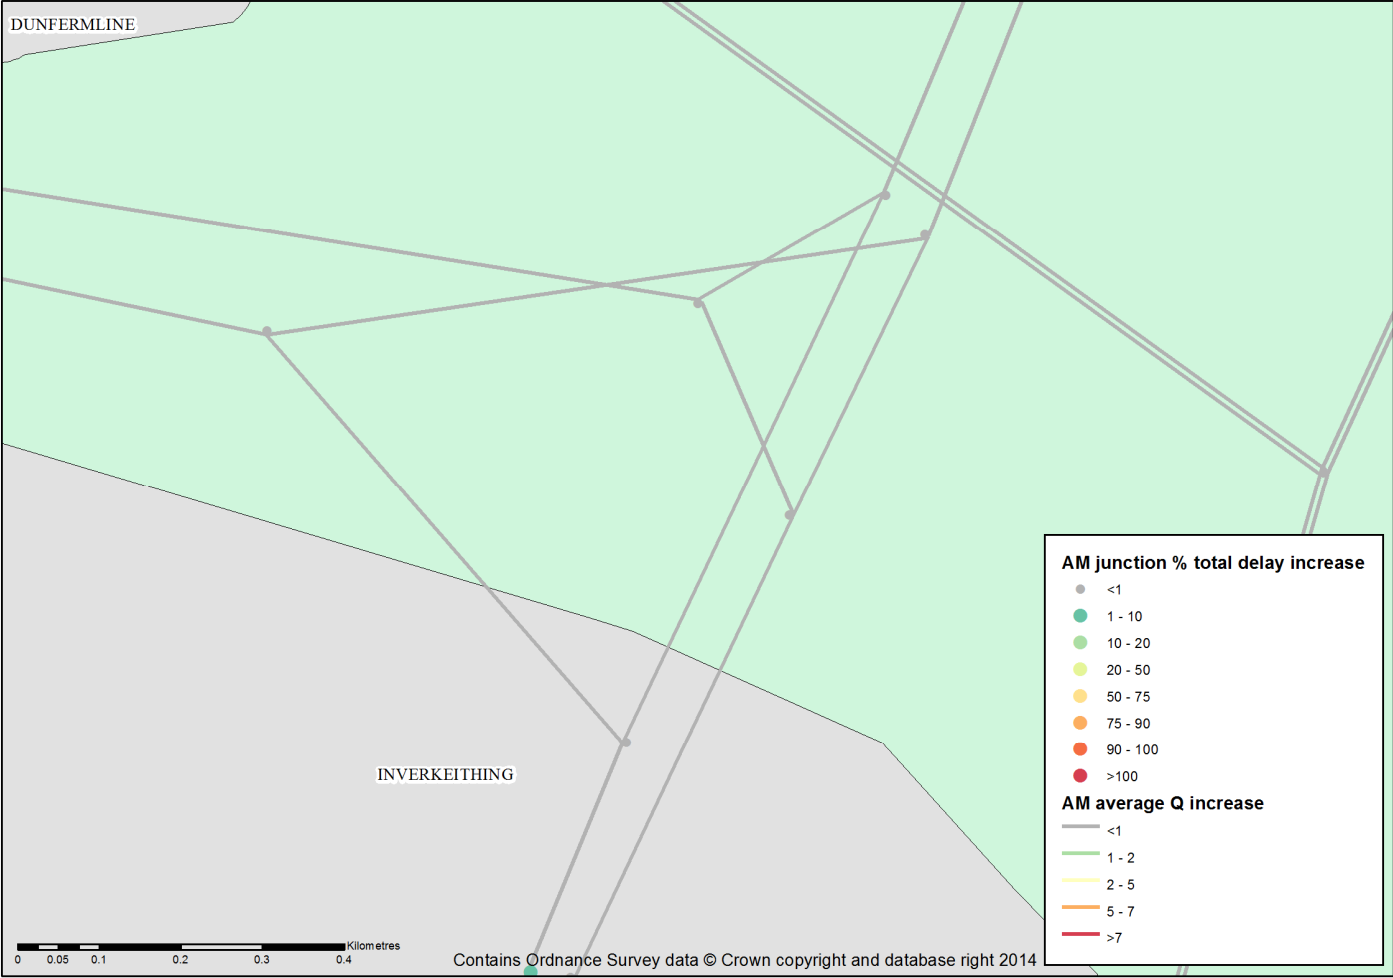 DUNFERMLINE
INVERKEITHING
AM junction % total delay increase
<1
1 - 10
10 - 20
20 - 50
50 - 75
75 - 90
90 - 100
>100
AM average Q increase
<1
1 - 2
2 - 5
5 - 7
>7
Kilometres
0 0.05 0.1 0.2 0.3 0.4
Contains Ordnance Survey data © Crown copyright and database right 2014